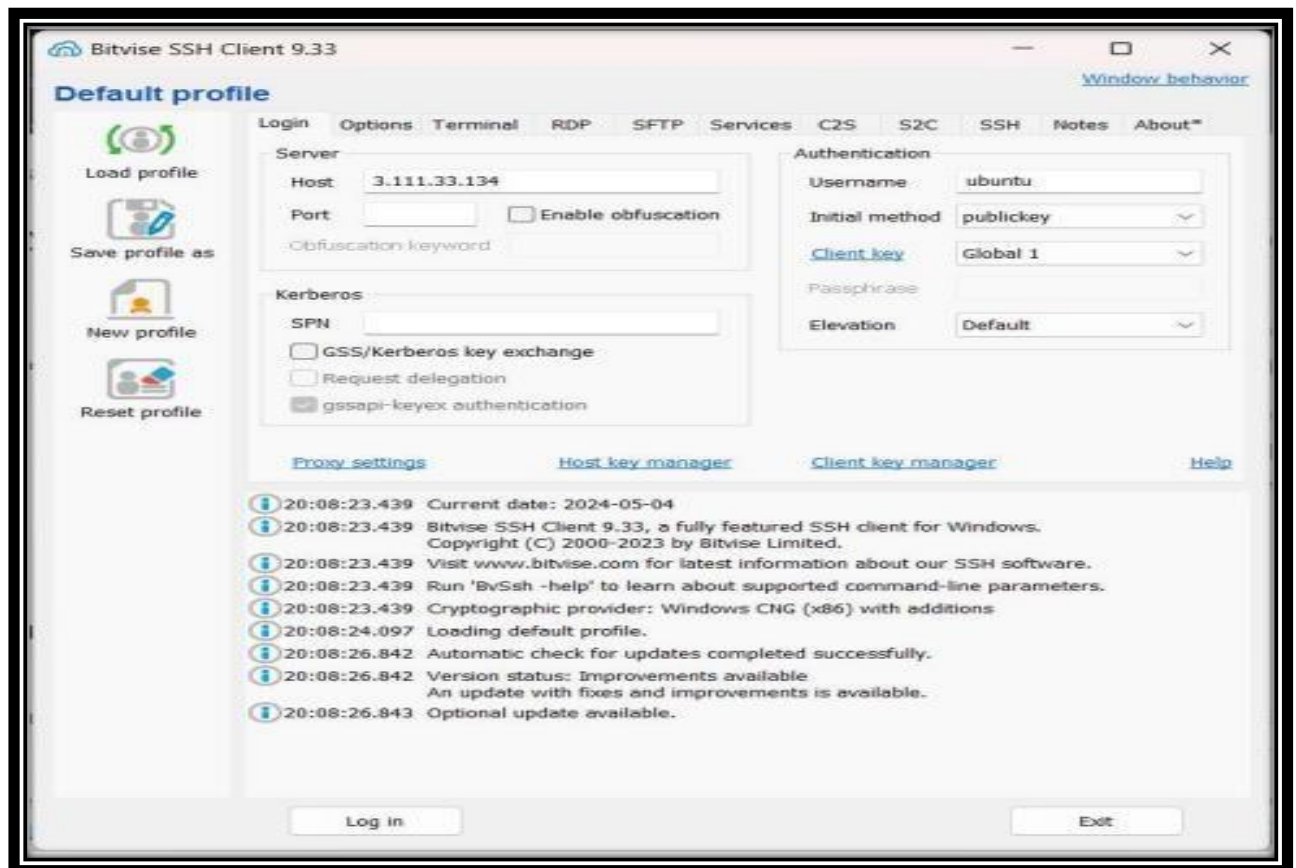 Bitvise SSH Client 9.33
Window behavior
Default profile
Load profile
Save profile as
New profile
Reset profile
Login Options Terminal RDP SFTP Services C2S S2C SSH Notes About*
Server
Host 3.111.33.134
Port Enable obfuscation
Obfuscation keyword
Kerberos
SPN
GSS/Kerberos key exchange
Request delegation
gssapi-keyex authentication
Authentication
Username ubuntu
Initial method publickey
Client key Global 1
Passphrase
Elevation Default
Proxy settings Host key manager Client key manager Help
20:08:23.439 Current date: 2024-05-04
20:08:23.439 Bitvise SSH Client 9.33, a fully featured SSH client for Windows.
Copyright (C) 2000-2023 by Bitvise Limited.
20:08:23.439 Visit www.bitvise.com for latest information about our SSH software.
20:08:23.439 Run 'BvSsh -help' to learn about supported command-line parameters.
20:08:23.439 Cryptographic provider: Windows CNG (x86) with additions
20:08:24.097 Loading default profile.
20:08:26.842 Automatic check for updates completed successfully.
20:08:26.842 Version status: Improvements available
An update with fixes and improvements is available.
20:08:26.843 Optional update available.
Log in Exit